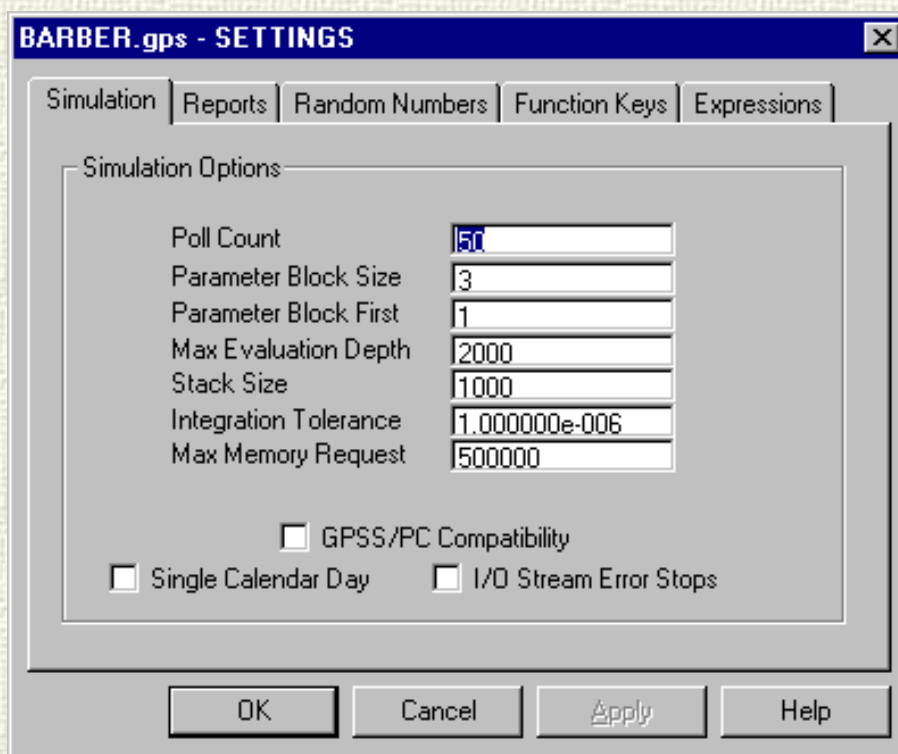 BARBER.gps - SETTINGS
Simulation Reports Random Numbers Function Keys Expressions
Simulation Options
Poll Count 50
Parameter Block Size 3
Parameter Block First 1
Max Evaluation Depth 2000
Stack Size 1000
Integration Tolerance 1.000000e-006
Max Memory Request 500000
GPSS/PC Compatibility
Single Calendar Day I/O Stream Error Stops
OK Cancel Apply Help